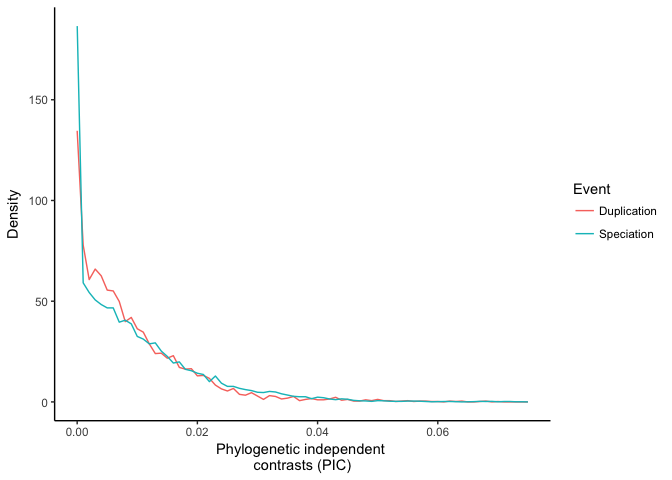 150
100
50
0
Density
0.00
0.02
0.04
0.06
Phylogenetic independent
contrasts (PIC)
Event
Duplication
Speciation